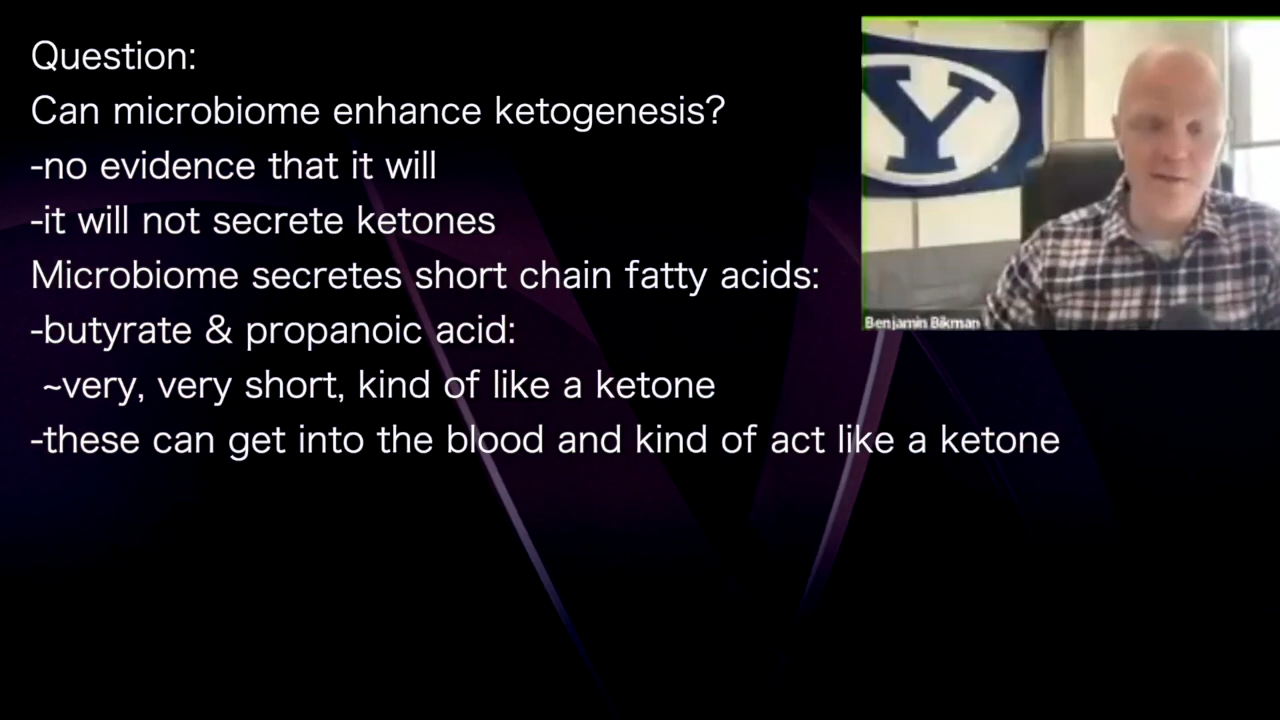 Question:
Can microbiome enhance ketogenesis?
-no evidence that it will
-it will not secrete ketones
Microbiome secretes short chain fatty acids:
-butyrate & propanoic acid:
~very, very short, kind of like a ketone
-these can get into the blood and kind of act like a ketone
Y
Benjamin Bikman